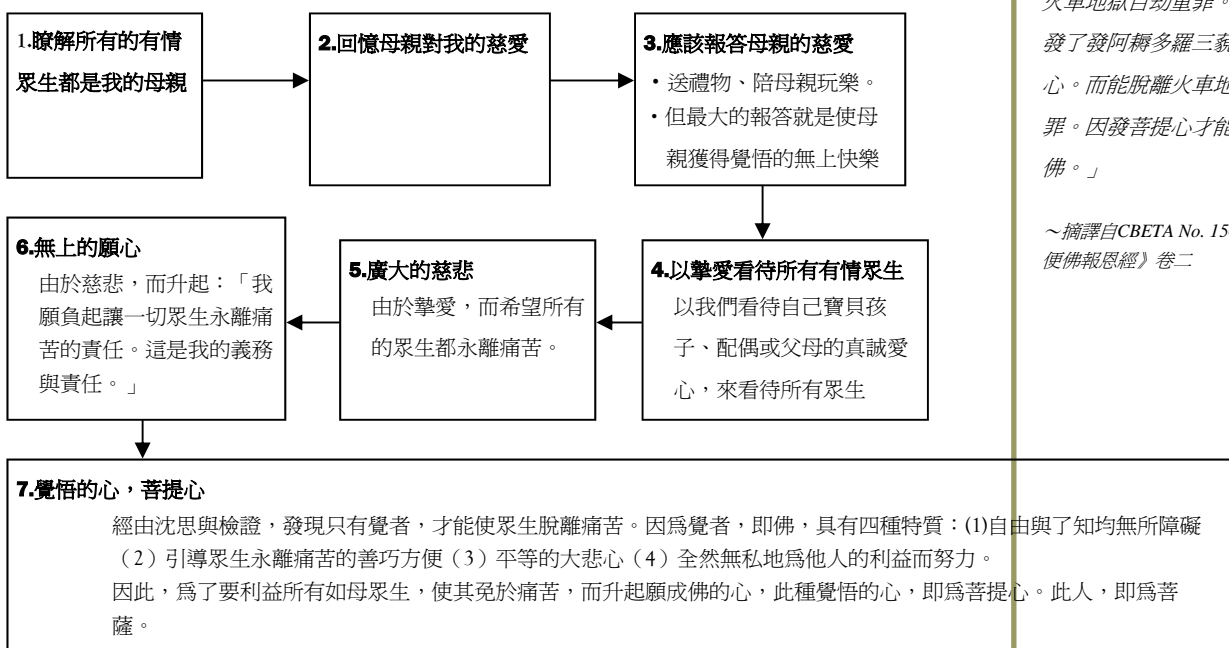 1.瞭解所有的有情
眾生都是我的母親
2.回憶母親對我的慈愛
3.應該報答母親的慈愛
・送禮物、陪母親玩樂。
・但最大的報答就是使母
親獲得覺悟的無上快樂
4.以摯愛看待所有有情眾生
以我們看待自己寶貝孩
子、配偶或父母的真誠愛
心，來看待所有眾生
5.廣大的慈悲
由於摯愛，而希望所有
的眾生都永離痛苦。
6.無上的願心
由於慈悲，而升起：「我
願負起讓一切眾生永離痛
苦的責任。這是我的義務
與責任。」
7.覺悟的心，菩提心
經由沈思與檢證，發現只有覺者，才能使眾生脫離痛苦。因為覺者，即佛，具有四種特質：(1)自由與了知均無所障礙
（2）引導眾生永離痛苦的善巧方便（3）平等的大悲心（4）全然無私地為他人的利益而努力。
因此，為了要利益所有如母眾生，使其免於痛苦，而升起願成佛的心，此種覺悟的心，即為菩提心。此人，即為菩
薩。
火車地獄白劫重罪。
發了發阿耨多羅三藐
心。而能脫離火車地
罪。因發菩提心才能
佛。」
～摘譯自CBETA No. 15
便佛報恩經》卷二